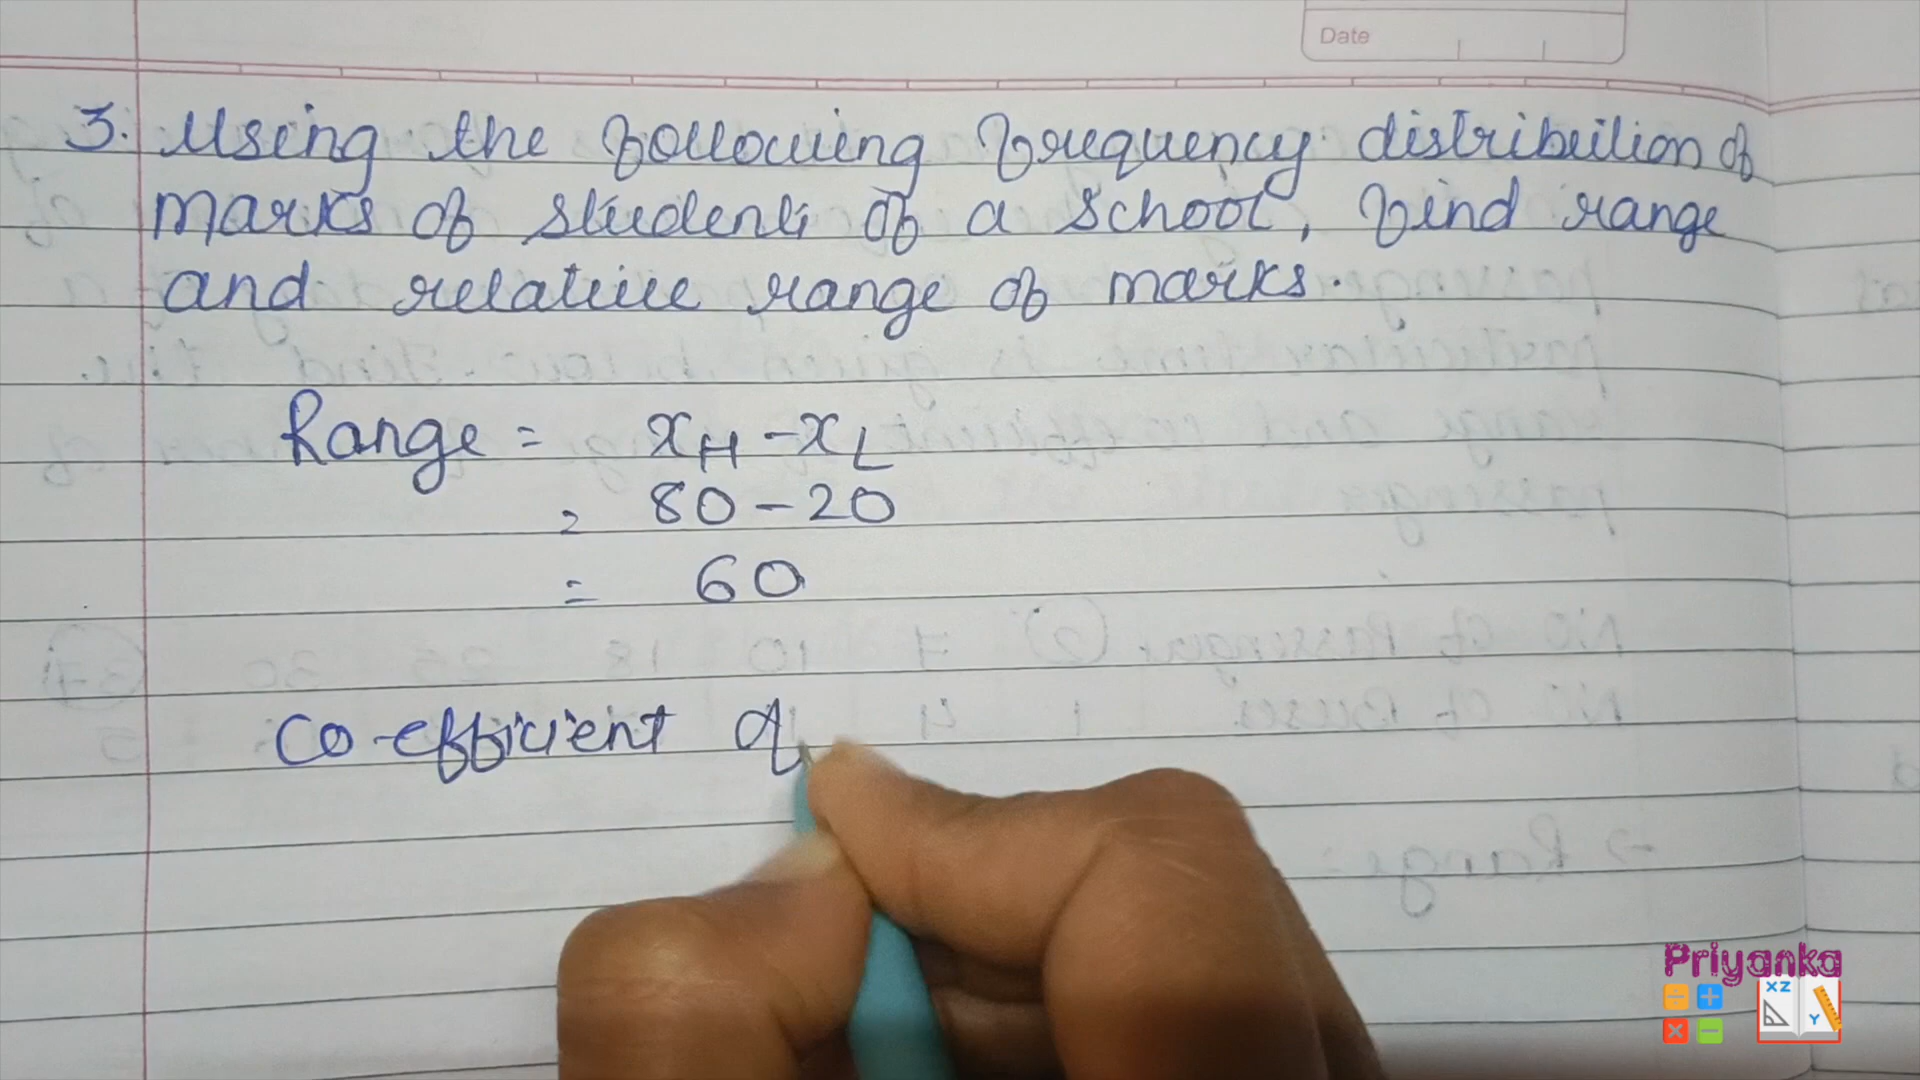 Date
3. Using the following frequency distribution of
marks of students of a school, find range
and relative range of marks.
Range = xH - xL
= 80 - 20
= 60
Co-efficient of
Priyanka
XZ
Y